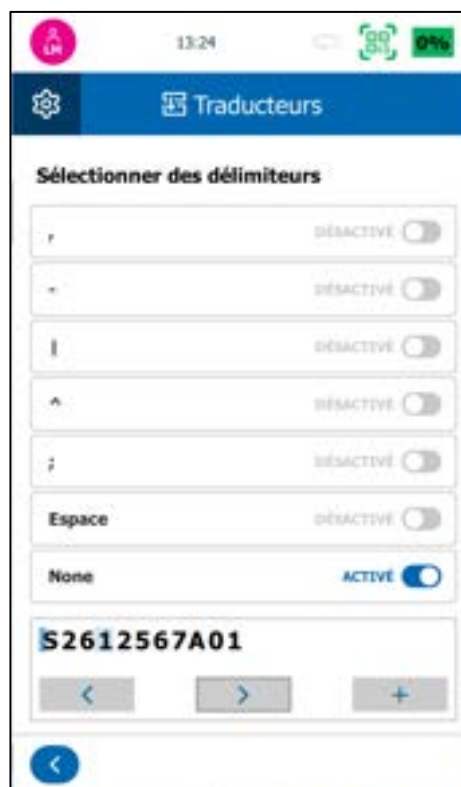 LM 13:24 0%
Traducteurs
Sélectionner des délimiteurs
, DÉSACTIVÉ
- DÉSACTIVÉ
| DÉSACTIVÉ
^ DÉSACTIVÉ
; DÉSACTIVÉ
Espace DÉSACTIVÉ
None ACTIVÉ
S2612567A01
< > +
<